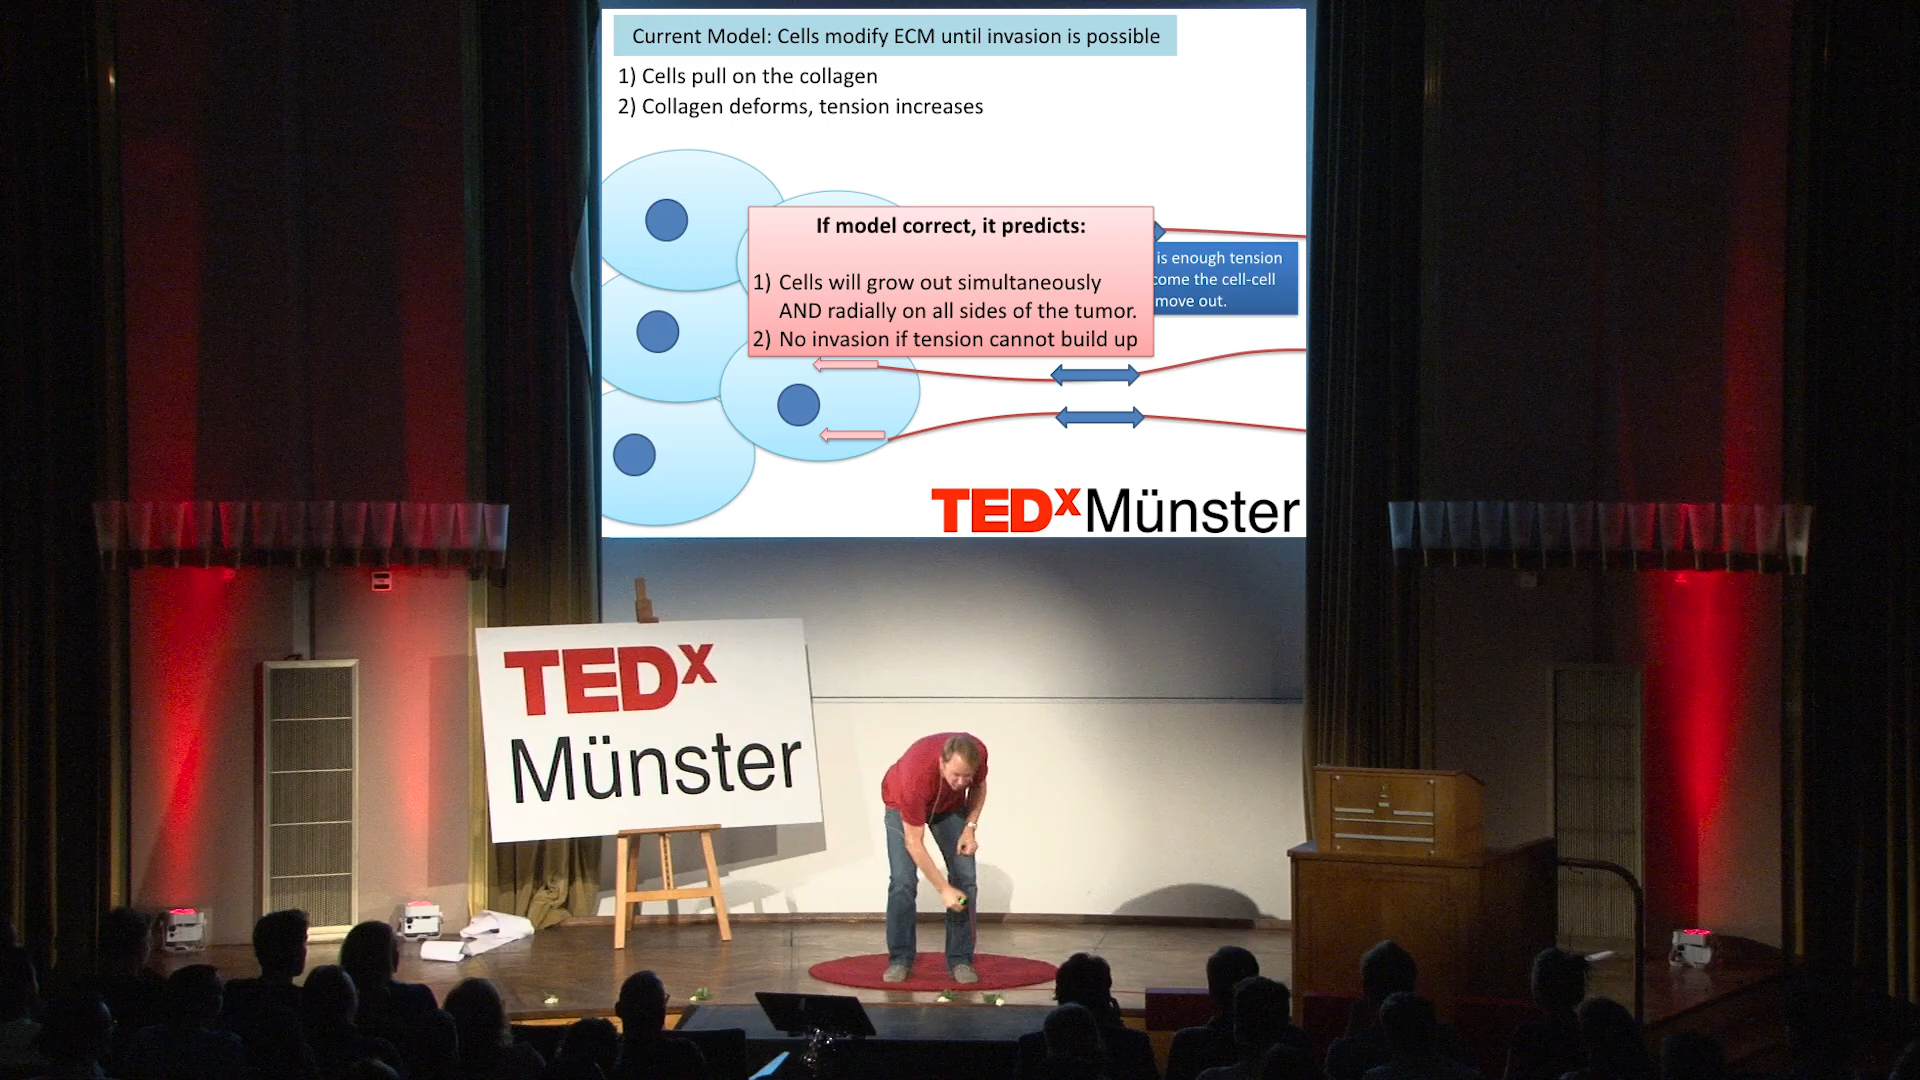 Current Model: Cells modify ECM until invasion is possible
1) Cells pull on the collagen
2) Collagen deforms, tension increases
If model correct, it predicts:
1) Cells will grow out simultaneously
AND radially on all sides of the tumor.
2) No invasion if tension cannot build up
is enough tension
come the cell-cell
move out.
TEDx Münster
TEDx
Münster